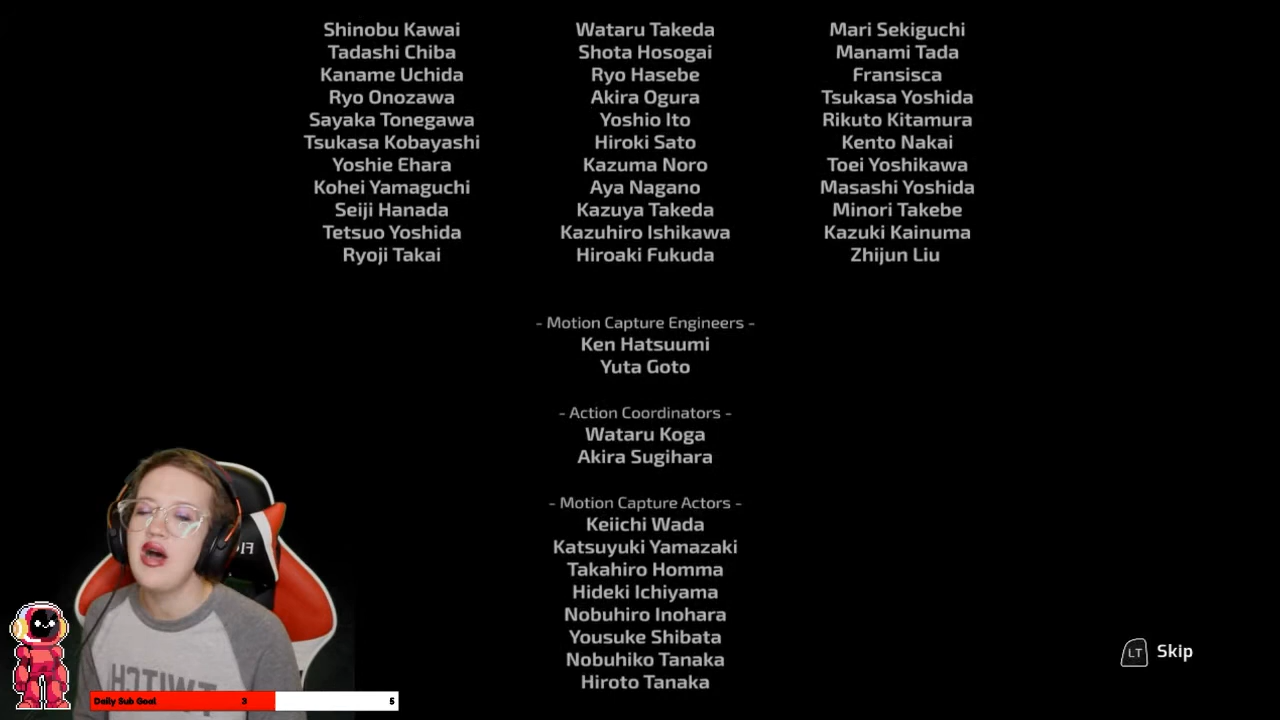 Shinobu Kawai
Tadashi Chiba
Kaname Uchida
Ryo Onozawa
Sayaka Tonegawa
Tsukasa Kobayashi
Yoshie Ehara
Kohei Yamaguchi
Seiji Hanada
Tetsuo Yoshida
Ryoji Takai
Wataru Takeda
Shota Hosogai
Ryo Hasebe
Akira Ogura
Yoshio Ito
Hiroki Sato
Kazuma Noro
Aya Nagano
Kazuya Takeda
Kazuhiro Ishikawa
Hiroaki Fukuda
Mari Sekiguchi
Manami Tada
Fransisca
Tsukasa Yoshida
Rikuto Kitamura
Kento Nakai
Toei Yoshikawa
Masashi Yoshida
Minori Takebe
Kazuki Kainuma
Zhijun Liu
- Motion Capture Engineers -
Ken Hatsuumi
Yuta Goto
- Action Coordinators -
Wataru Koga
Akira Sugihara
- Motion Capture Actors -
Keiichi Wada
Katsuyuki Yamazaki
Takahiro Homma
Hideki Ichiyama
Nobuhiro Inohara
Yousuke Shibata
Nobuhiko Tanaka
Hiroto Tanaka
LT Skip
TWITCH
Daily Sub Goal 3 5